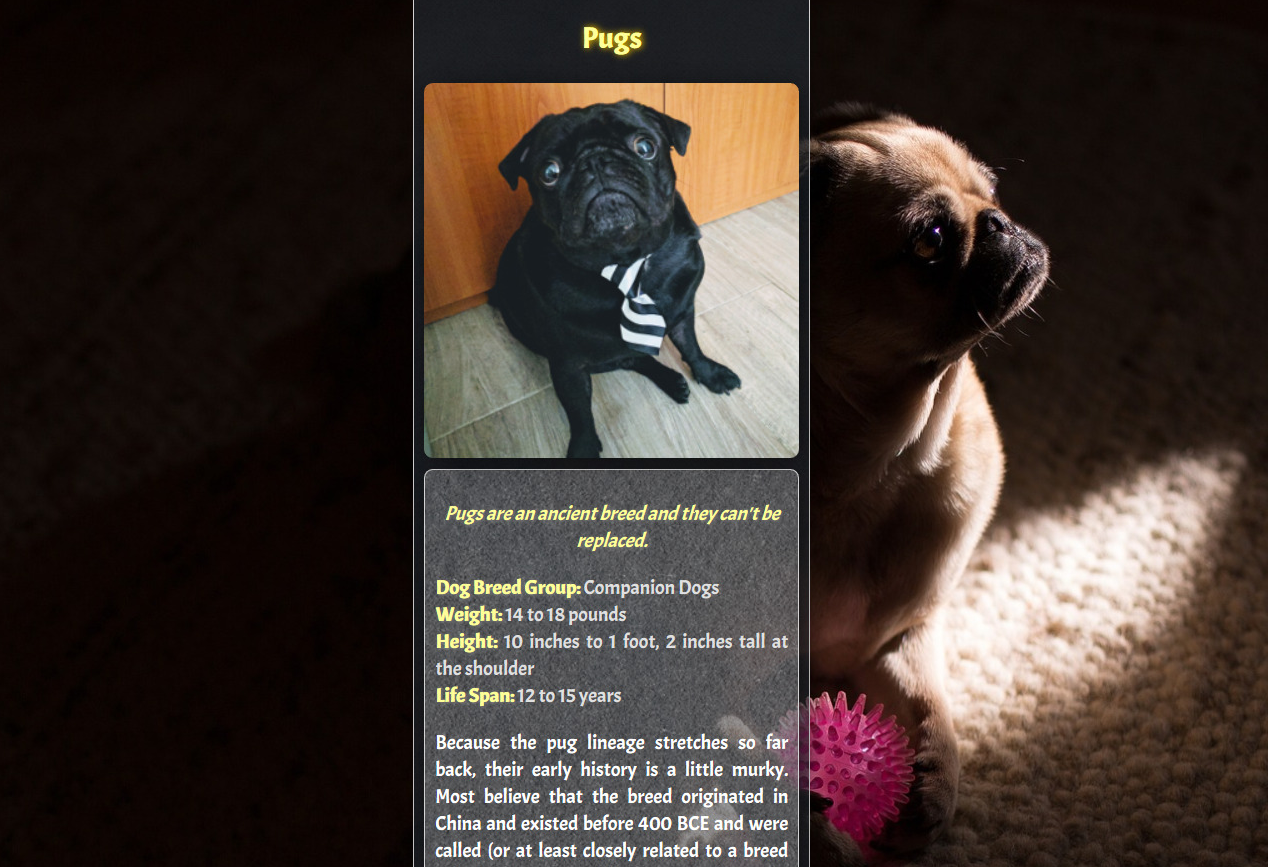 Pugs
Pugs are an ancient breed and they can't be
replaced.
Dog Breed Group: Companion Dogs
Weight: 14 to 18 pounds
Height: 10 inches to 1 foot, 2 inches tall at
the shoulder
Life Span: 12 to 15 years
Because the pug lineage stretches so far
back, their early history is a little murky.
Most believe that the breed originated in
China and existed before 400 BCE and were
called (or at least closely related to a breed